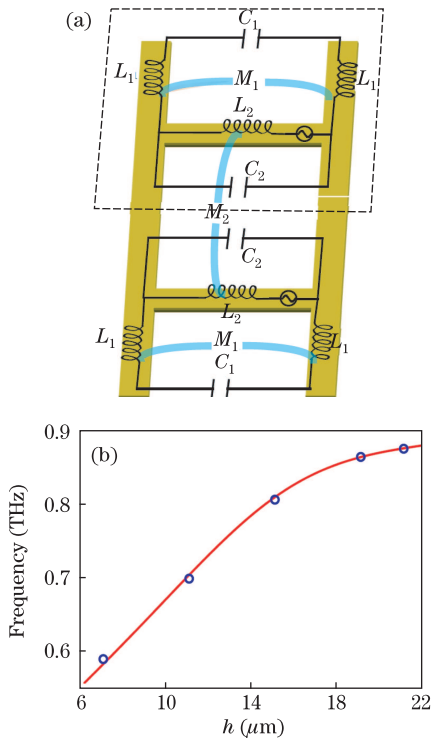 (a)
C₁
L₁ M₁ L₁
L₂
C₂
M₂
C₂
L₂
L₁ M₁ L₁
C₁
(b)
Frequency (THz)
0.9
0.8
0.7
0.6
6 10 14 18 22
h (μm)